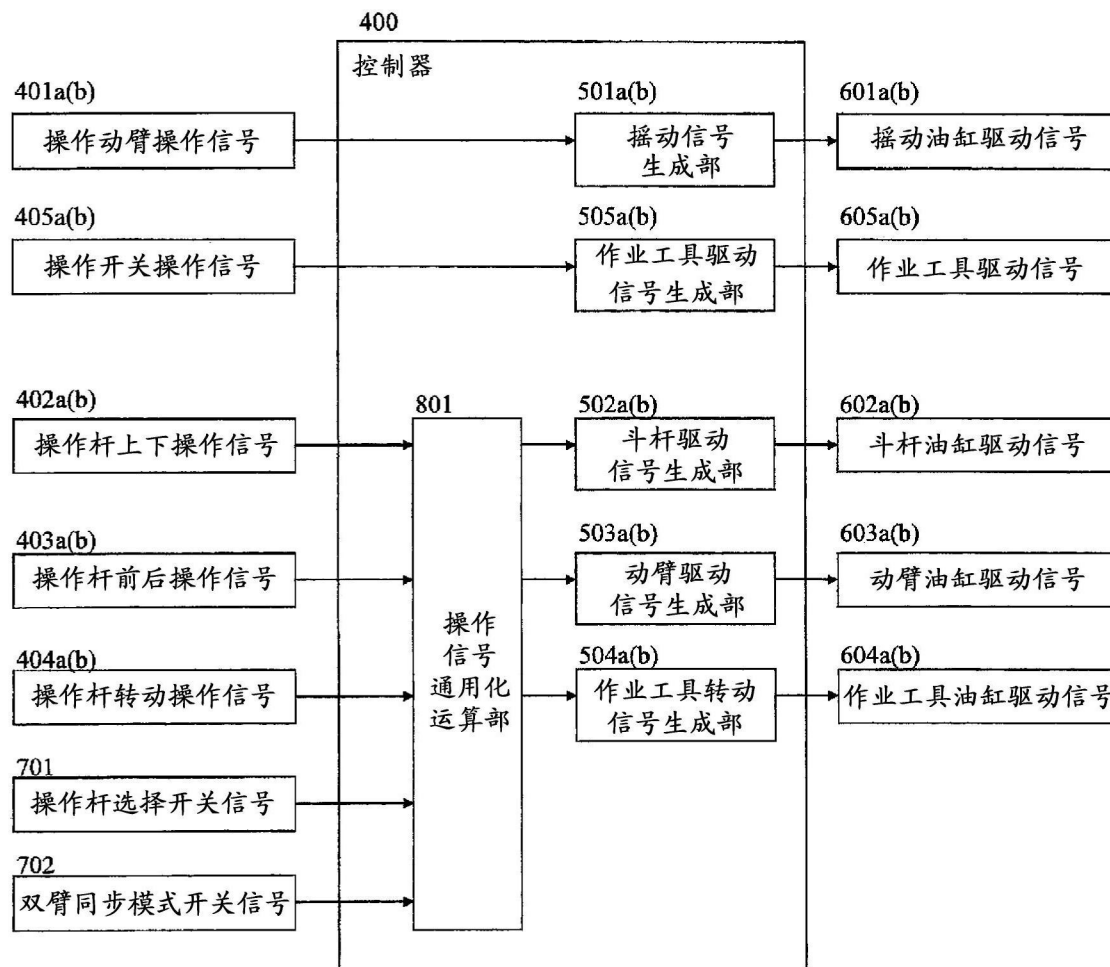 400
控制器
401a(b)
操作动臂操作信号
501a(b)
摇动信号
生成部
601a(b)
摇动油缸驱动信号
405a(b)
操作开关操作信号
505a(b)
作业工具驱动
信号生成部
605a(b)
作业工具驱动信号
402a(b)
操作杆上下操作信号
801
操作
信号
通用化
运算部
502a(b)
斗杆驱动
信号生成部
602a(b)
斗杆油缸驱动信号
403a(b)
操作杆前后操作信号
503a(b)
动臂驱动
信号生成部
603a(b)
动臂油缸驱动信号
404a(b)
操作杆转动操作信号
504a(b)
作业工具转动
信号生成部
604a(b)
作业工具油缸驱动信号
701
操作杆选择开关信号
702
双臂同步模式开关信号